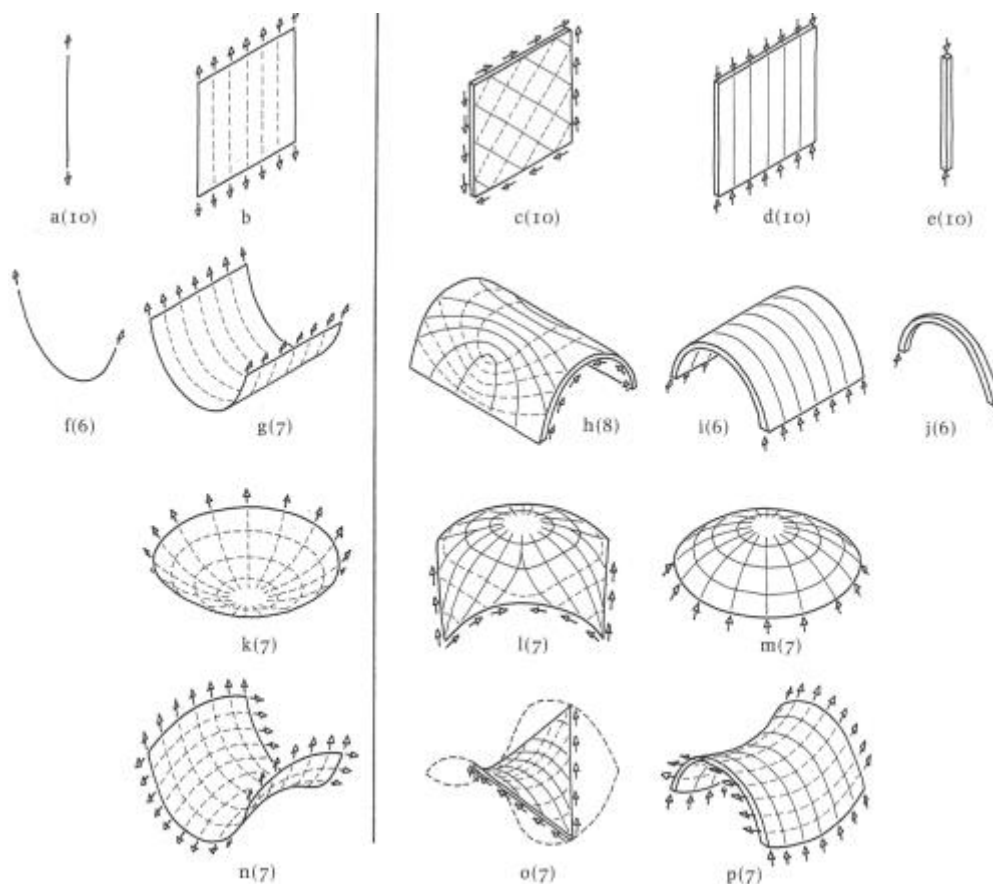 a(10)
b
c(10)
d(10)
e(10)
f(6)
g(7)
h(8)
i(6)
j(6)
k(7)
l(7)
m(7)
n(7)
o(7)
p(7)